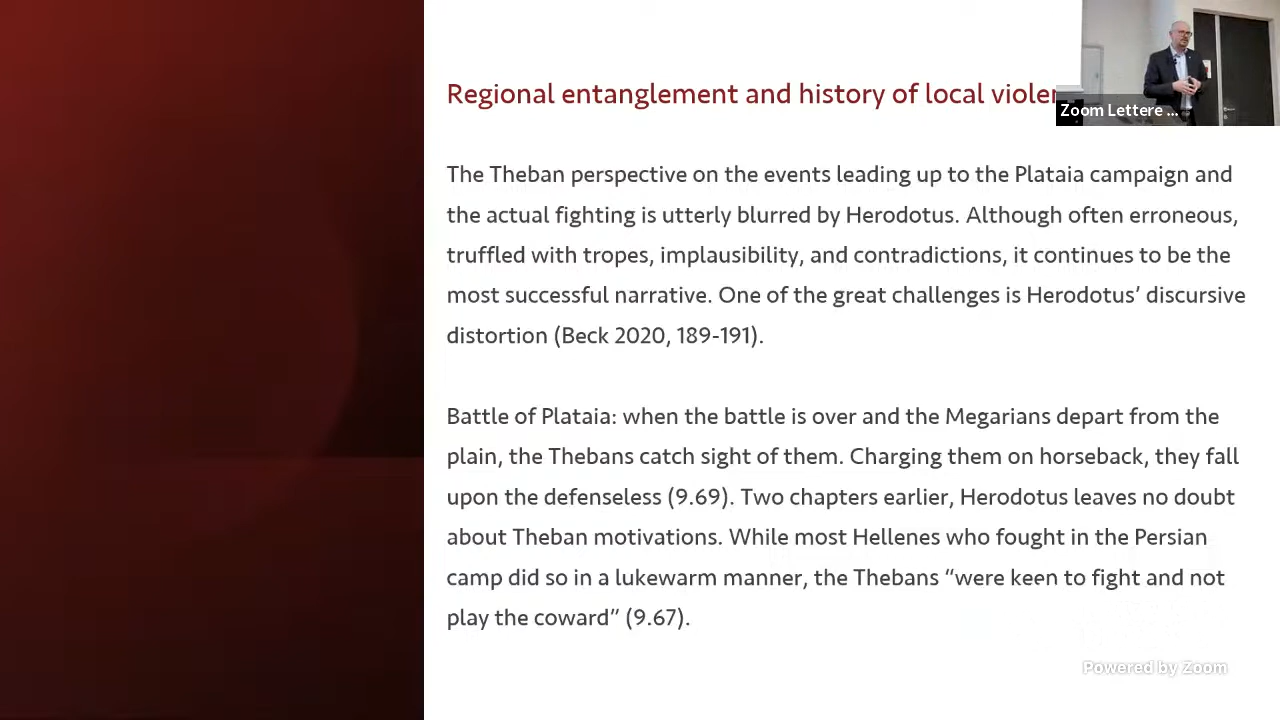 Regional entanglement and history of local
Zoom Lettere ...
The Theban perspective on the events leading up to the Plataia campaign and
the actual fighting is utterly blurred by Herodotus. Although often erroneous,
truffled with tropes, implausibility, and contradictions, it continues to be the
most successful narrative. One of the great challenges is Herodotus’ discursive
distortion (Beck 2020, 189-191).
Battle of Plataia: when the battle is over and the Megarians depart from the
plain, the Thebans catch sight of them. Charging them on horseback, they fall
upon the defenseless (9.69). Two chapters earlier, Herodotus leaves no doubt
about Theban motivations. While most Hellenes who fought in the Persian
camp did so in a lukewarm manner, the Thebans “were keen to fight and not
play the coward” (9.67).
Powered by Zoom